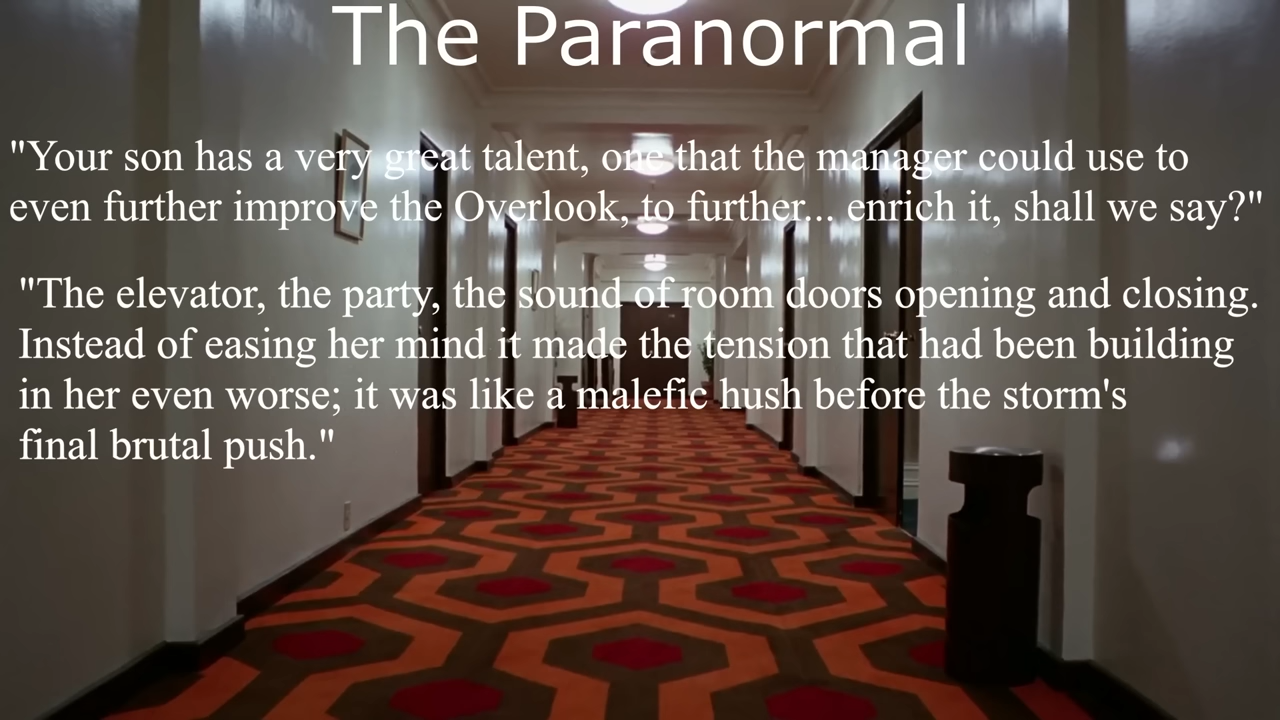 The Paranormal
"Your son has a very great talent, one that the manager could use to
even further improve the Overlook, to further... enrich it, shall we say?"
"The elevator, the party, the sound of room doors opening and closing.
Instead of easing her mind it made the tension that had been building
in her even worse; it was like a malefic hush before the storm's
final brutal push."